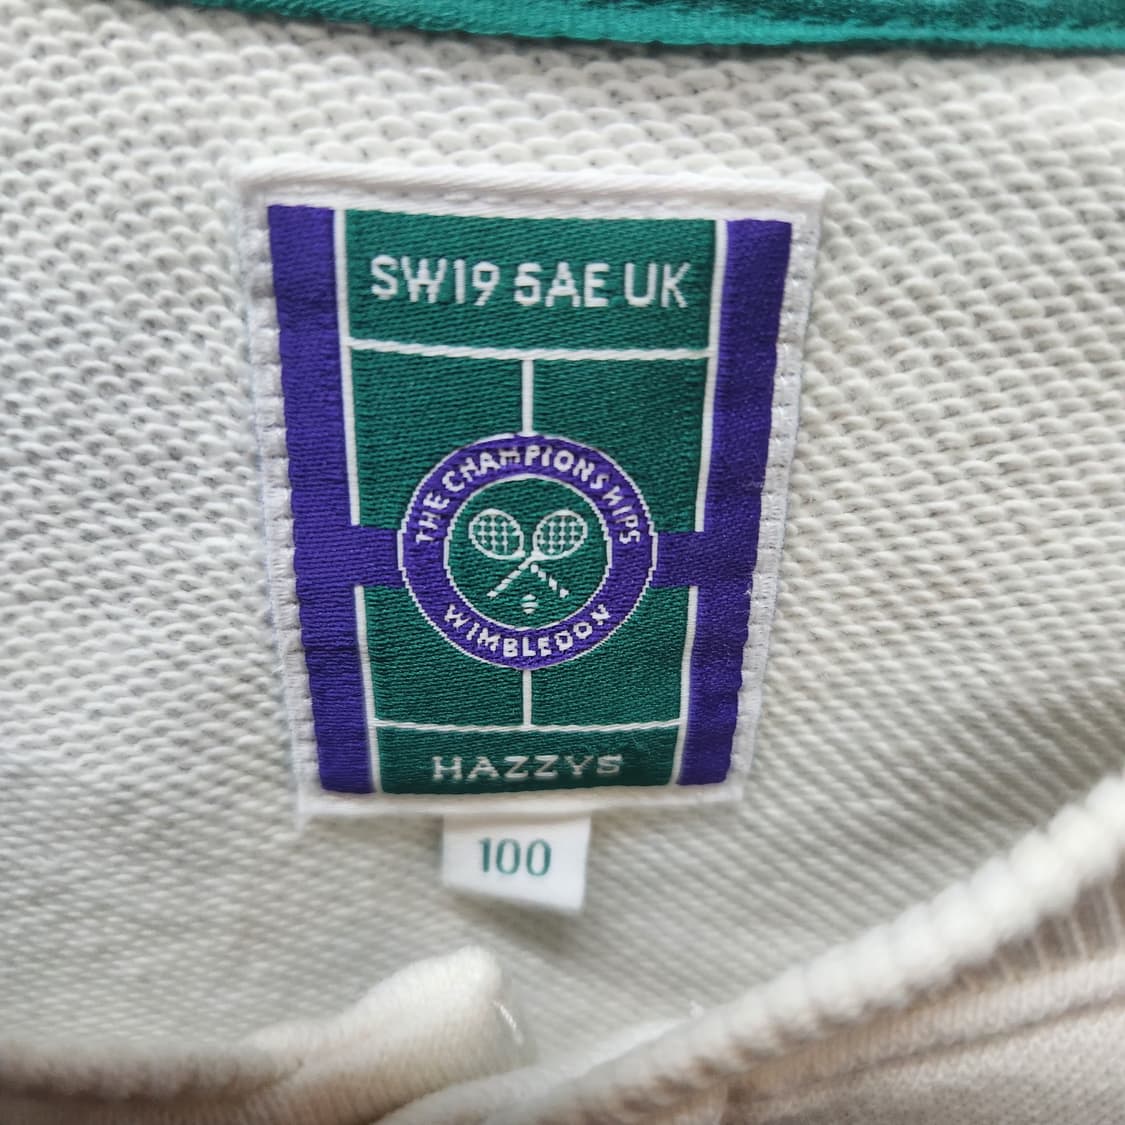 SW19 5AE UK
THE CHAMPIONSHIPS
WIMBLEDON
HAZZYS
100